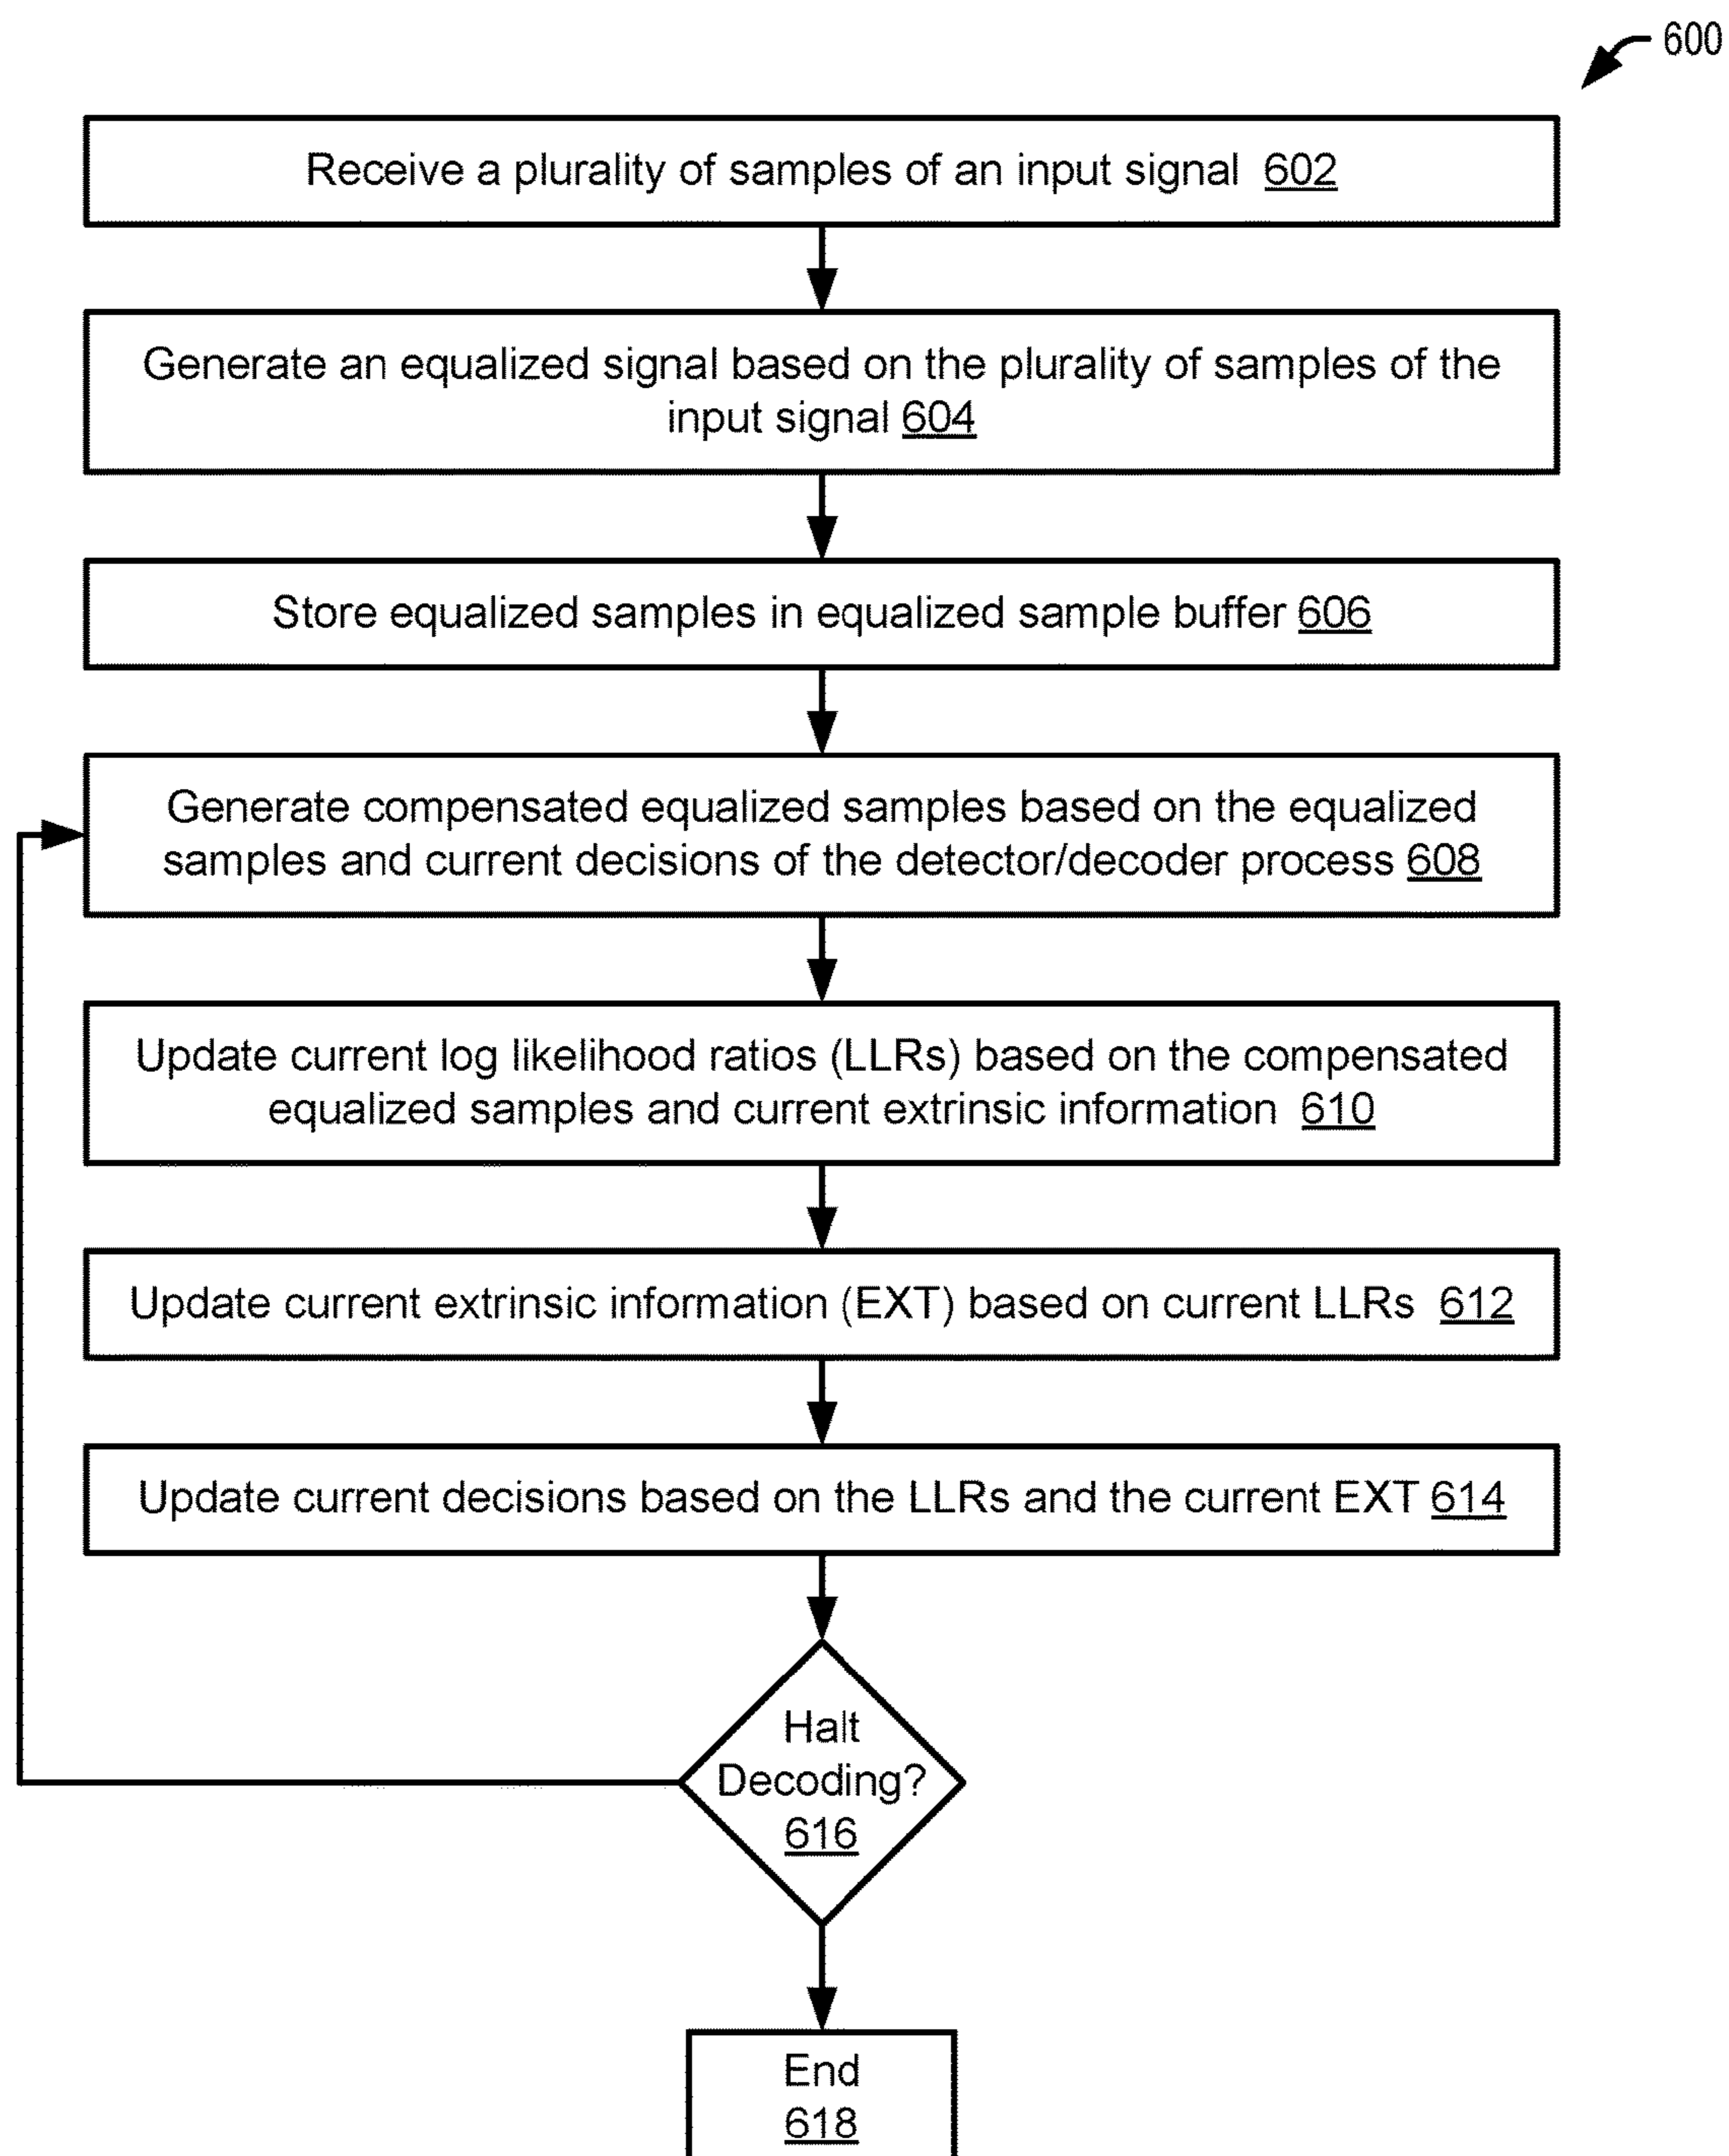 600
Receive a plurality of samples of an input signal 602
Generate an equalized signal based on the plurality of samples of the
input signal 604
Store equalized samples in equalized sample buffer 606
Generate compensated equalized samples based on the equalized
samples and current decisions of the detector/decoder process 608
Update current log likelihood ratios (LLRs) based on the compensated
equalized samples and current extrinsic information 610
Update current extrinsic information (EXT) based on current LLRs 612
Update current decisions based on the LLRs and the current EXT 614
Halt
Decoding?
616
End
618